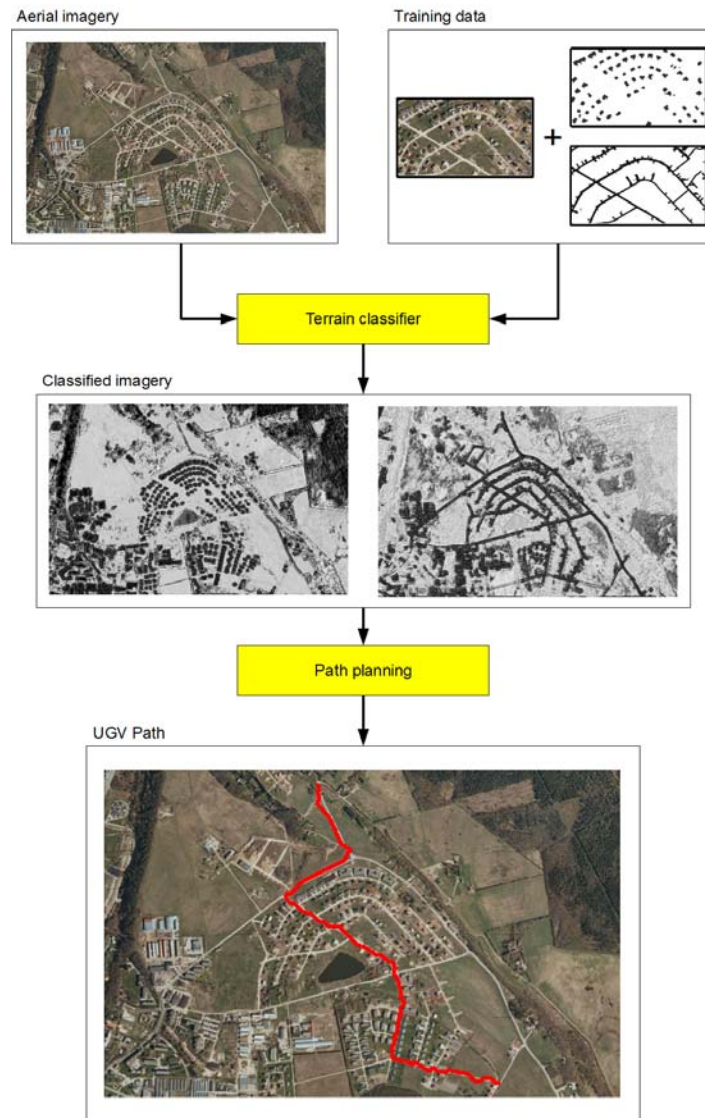 Aerial imagery
Training data
+
Terrain classifier
Classified imagery
Path planning
UGV Path